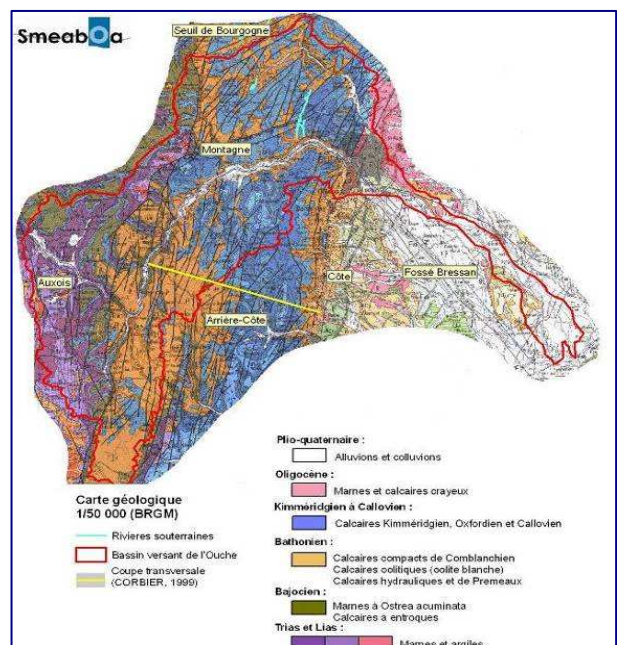 Smeaboa
Seuil de Bourgogne
Montagne
Auxois
Côte
Fossé Bressan
Arrière-Côte
Carte géologique
1/50 000 (BRGM)
Rivieres souterraines
Bassin versant de l'Ouche
Coupe transversale
(CORBIER, 1999)
Plio-quaternaire :
Alluvions et colluvions
Oligocène :
Marnes et calcaires crayeux
Kimméridgien à Callovien :
Calcaires Kimméridgien, Oxfordien et Callovien
Bathonien :
Calcaires compacts de Comblanchien
Calcaires oolitiques (oolite blanche)
Calcaires hydrauliques et de Premeaux
Bajocien :
Marnes à Ostrea acuminata
Calcaires à entroques
Trias et Lias :
Marnes et argiles